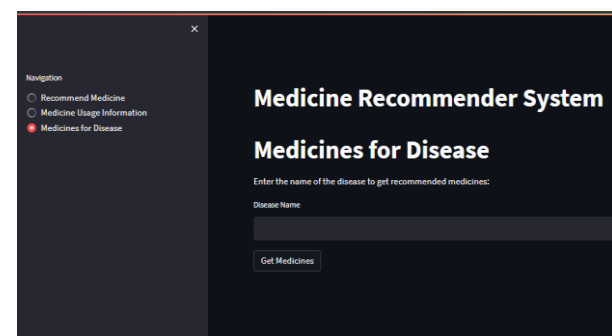 ×
Navigation
Recommend Medicine
Medicine Usage Information
Medicines for Disease
Medicine Recommender System
Medicines for Disease
Enter the name of the disease to get recommended medicines:
Disease Name
Get Medicines